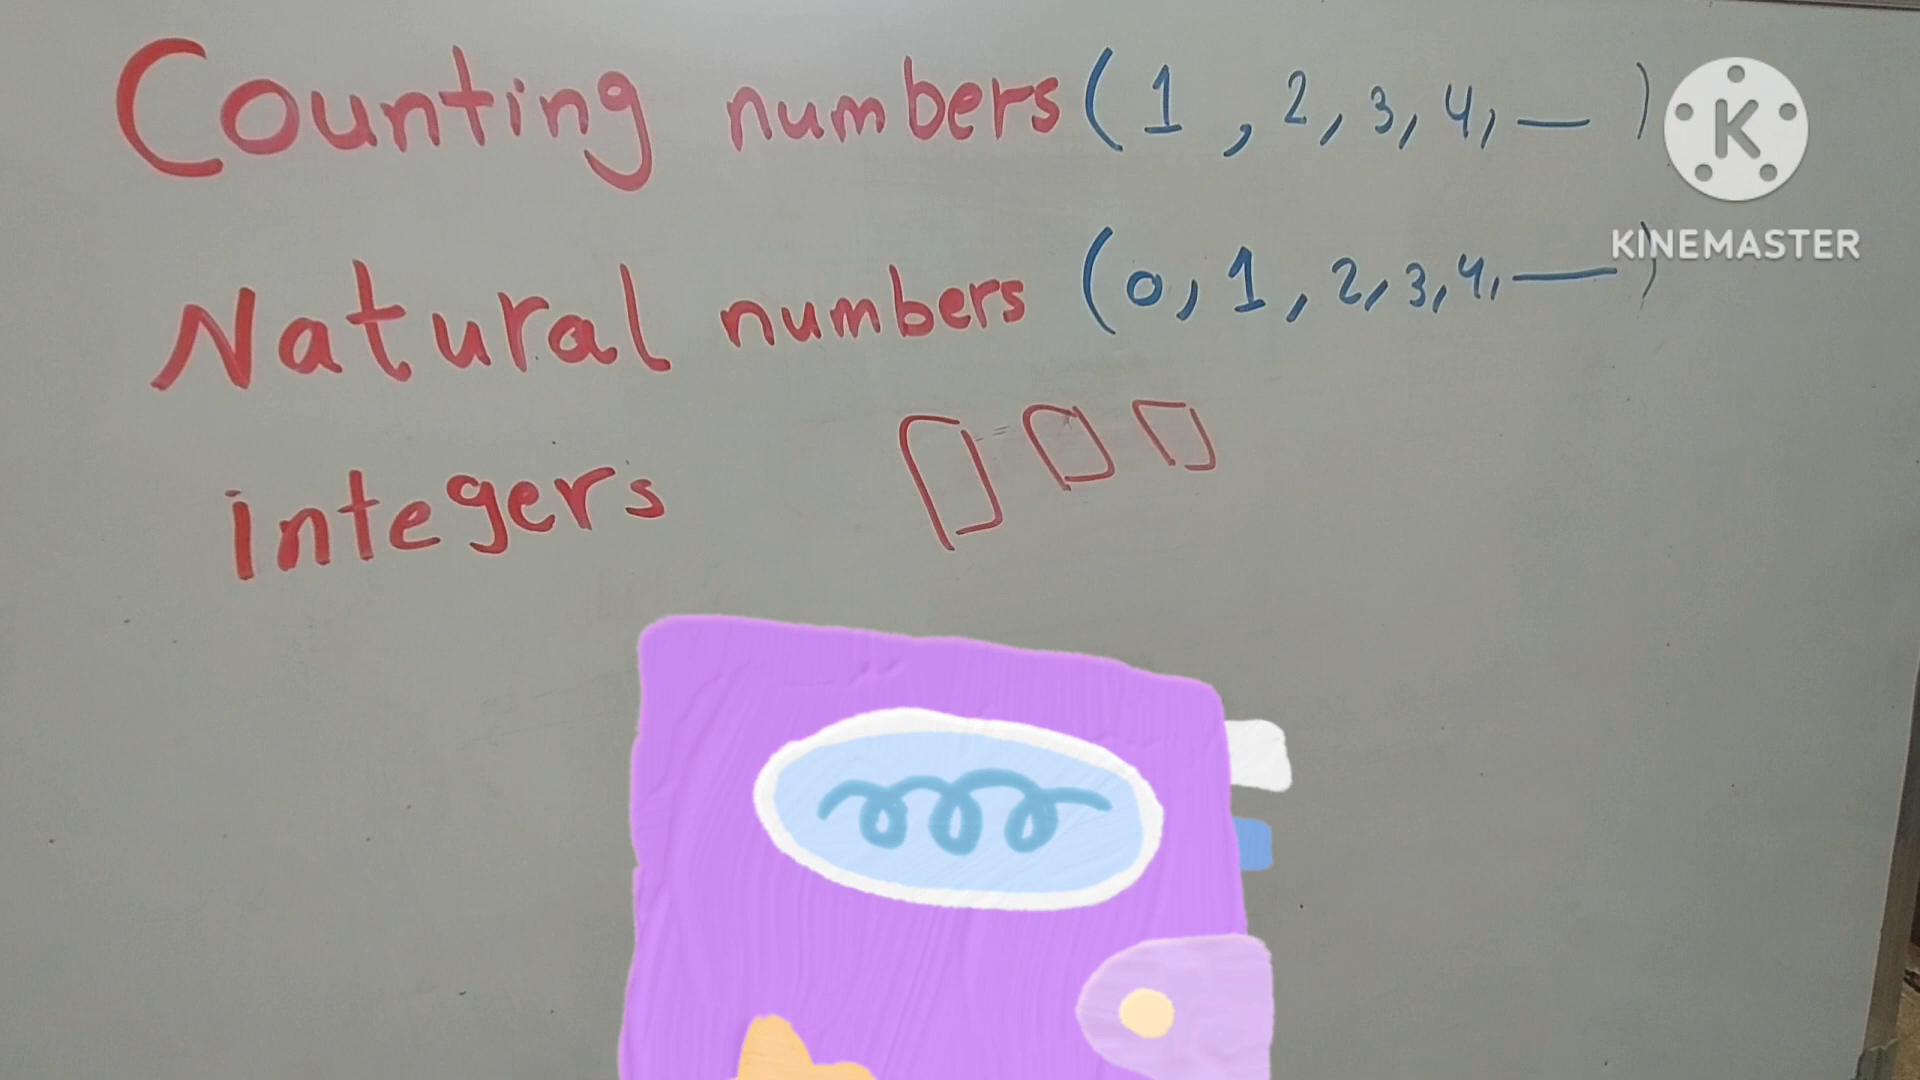 Counting numbers (1, 2, 3, 4, — )
K
KINEMASTER
Natural numbers (0, 1, 2, 3, 4, — )
integers